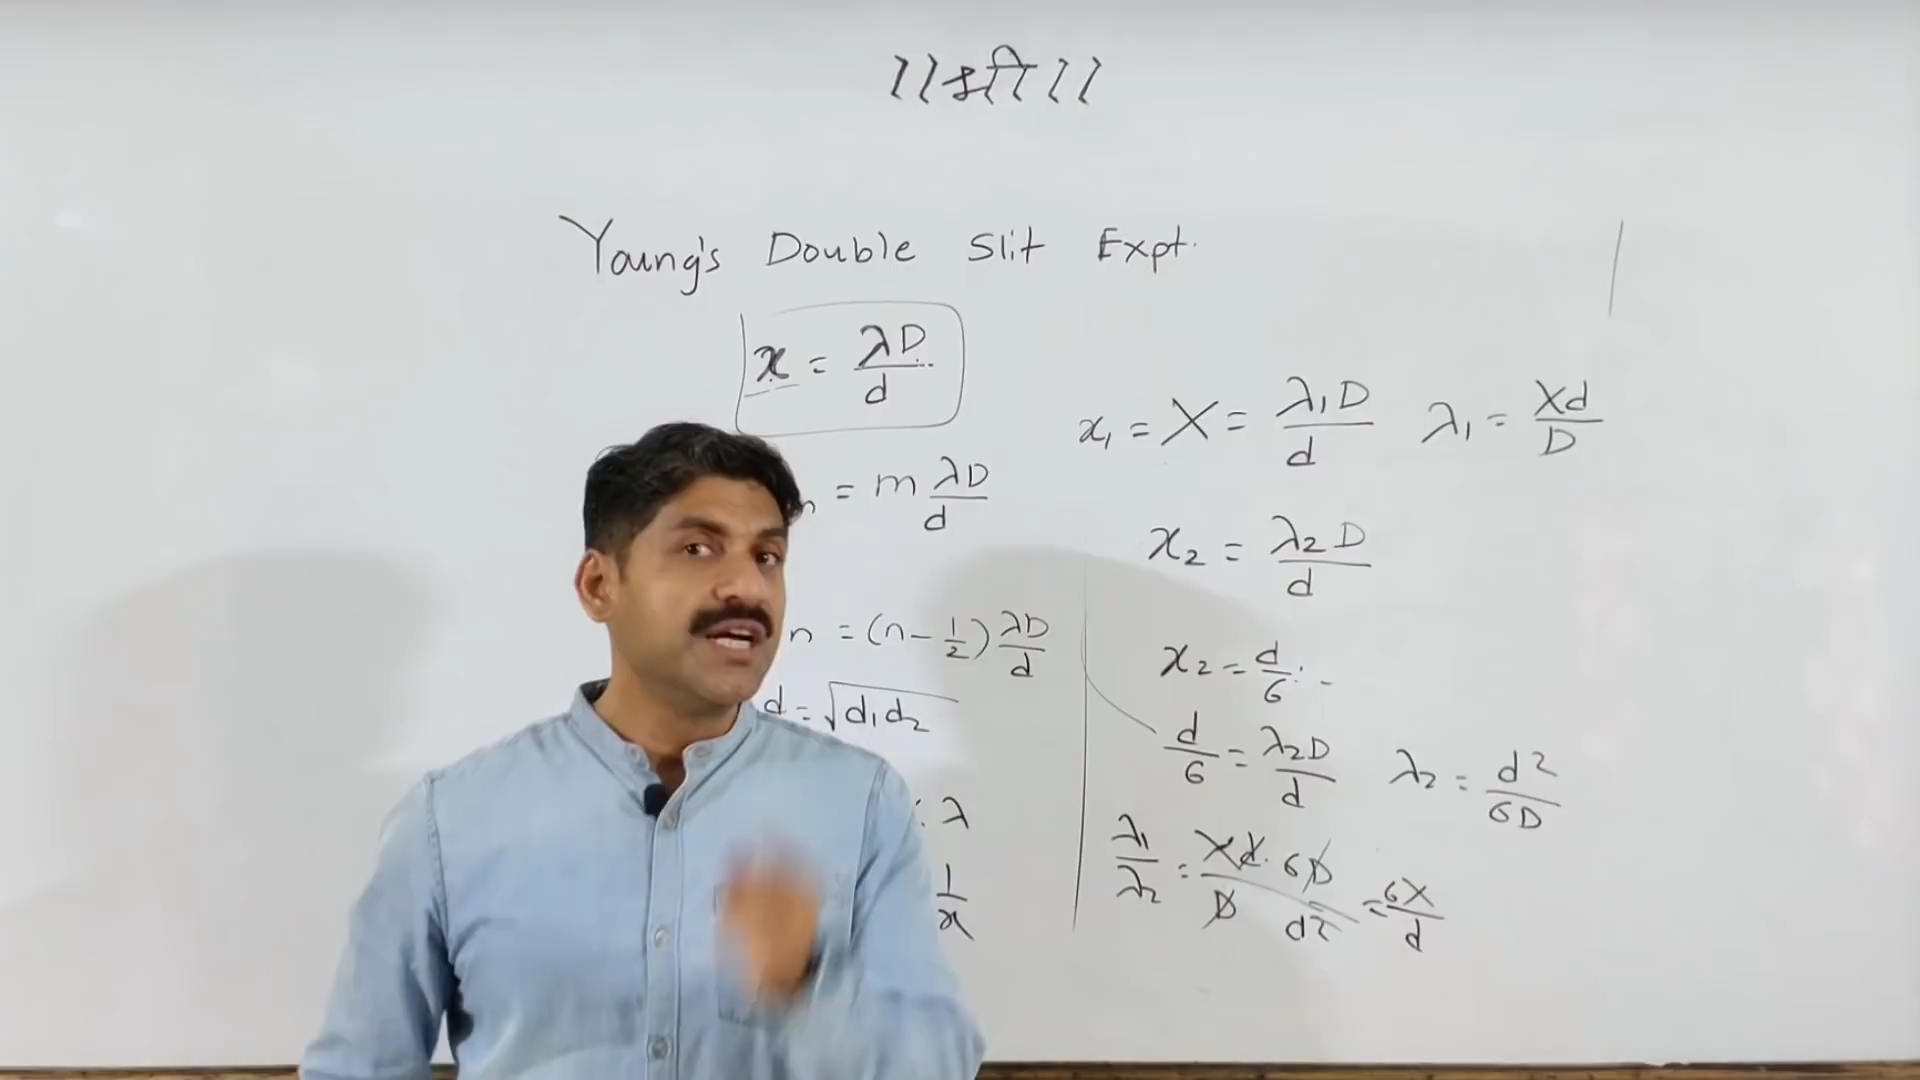 ।।श्री।।
Young's Double Slit Expt.
x = λD/d
n = m λD/d
n = (n - 1/2) λD/d
d = √d₁d₂
: λ
1/x
x₁ = X = λ₁D/d λ₁ = Xd/D
x₂ = λ₂D/d
x₂ = d/6 . -
d/6 = λ₂D/d λ₂ = d²/6D
λ₁/λ₂ = Xd . 6D / D d² = 6X/d